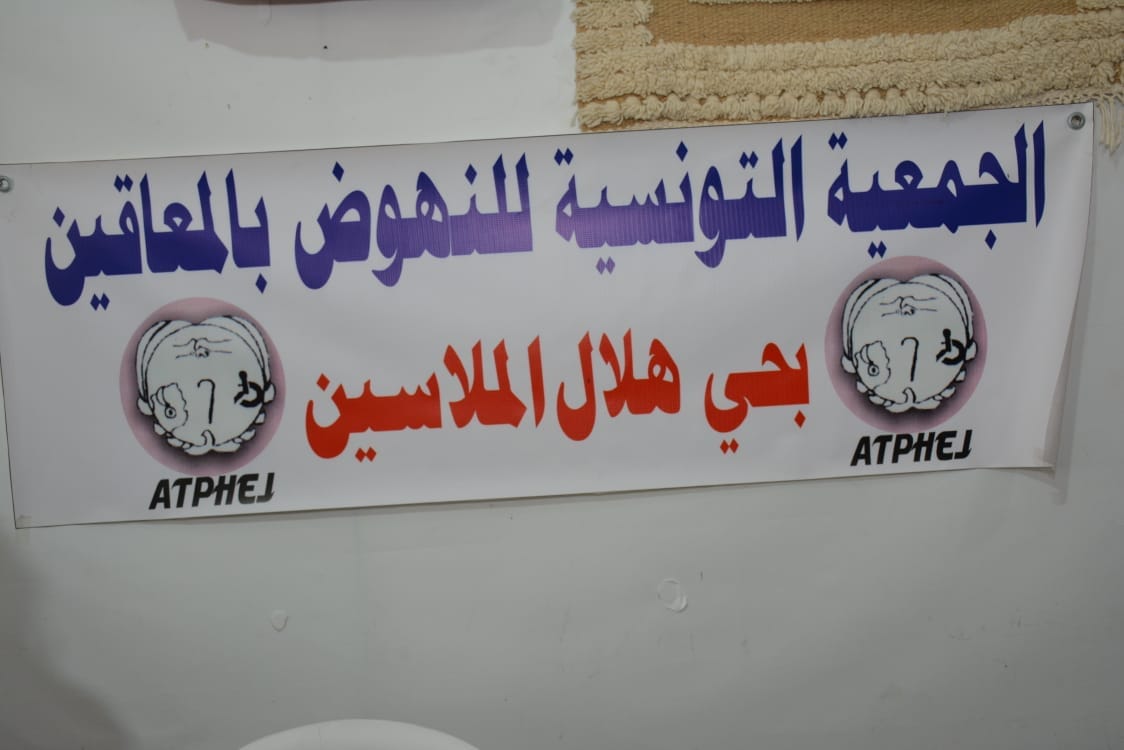 الجمعية التونسية للنهوض بالمعاقين
بحي هلال الملاسين
ATPHEJ
ATPHEJ